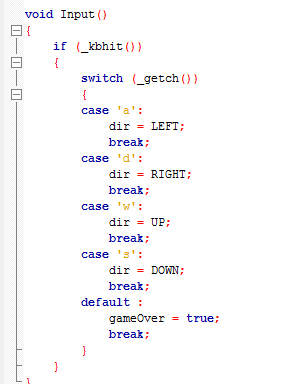 void Input()
{
    if (_kbhit())
    {
        switch (_getch())
        {
        case 'a':
            dir = LEFT;
            break;
        case 'd':
            dir = RIGHT;
            break;
        case 'w':
            dir = UP;
            break;
        case 's':
            dir = DOWN;
            break;
        default :
            gameOver = true;
            break;
        }
    }
}